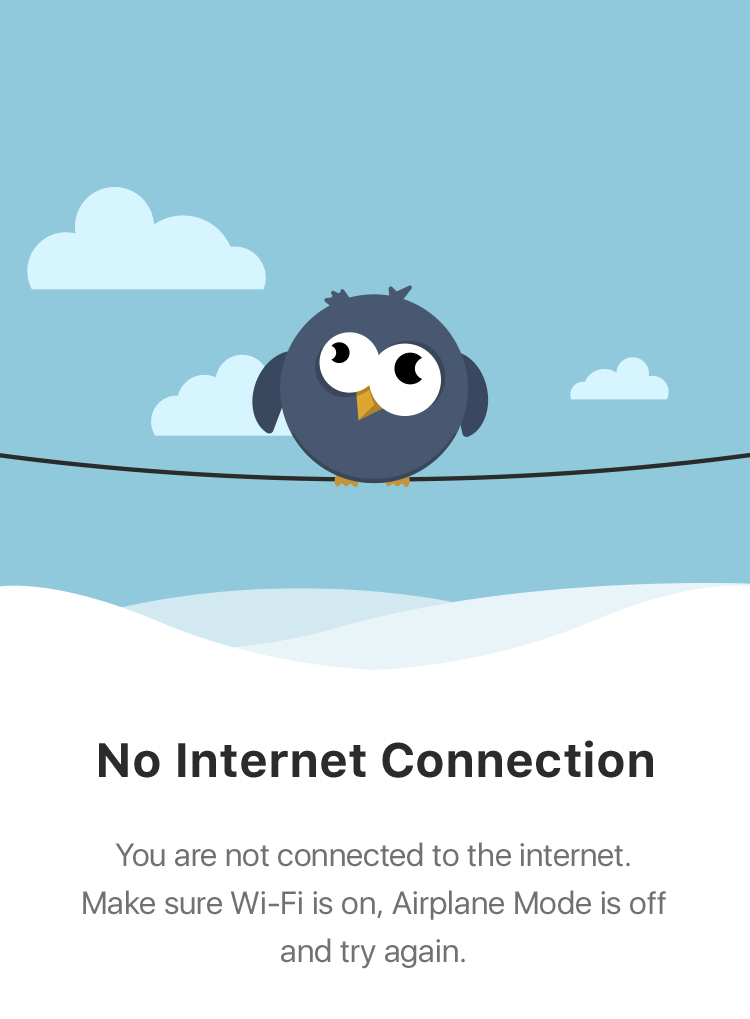 No Internet Connection
You are not connected to the internet.
Make sure Wi-Fi is on, Airplane Mode is off
and try again.